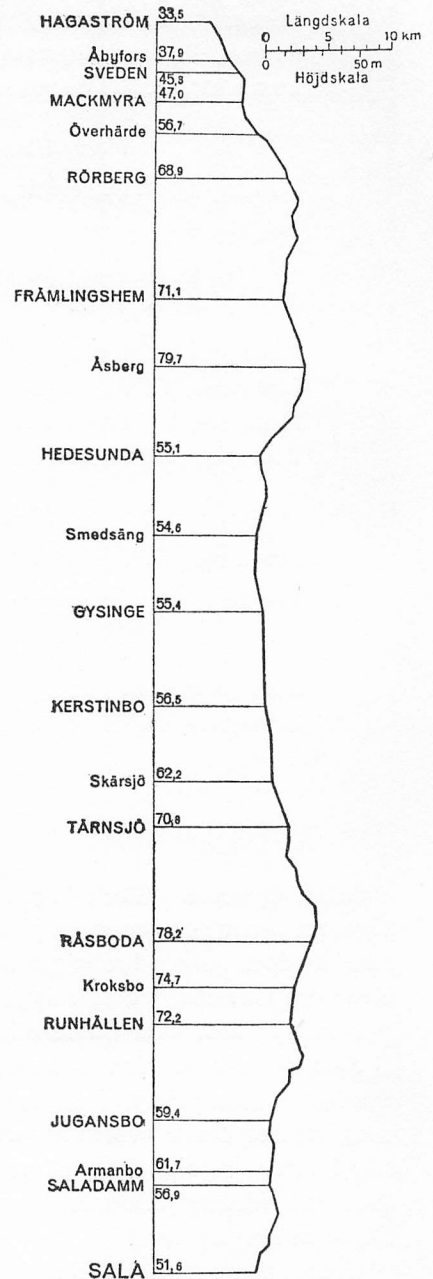 HAGASTRÖM 33,5
Längdskala
0 5 10 km
0 50 m
Höjdskala
Åbyfors 37,9
SVEDEN 45,8
MACKMYRA 47,0
Överhärde 56,7
RÖRBERG 68,9
FRÄMLINGSHEM 71,1
Åsberg 79,7
HEDESUNDA 55,1
Smedsäng 54,6
GYSINGE 55,4
KERSTINBO 56,5
Skärsjö 62,2
TÄRNSJÖ 70,8
RÅSBODA 78,2
Kroksbo 74,7
RUNHÄLLEN 72,2
JUGANSBO 59,4
Armanbo 61,7
SALADAMM 56,9
SALA 51,6